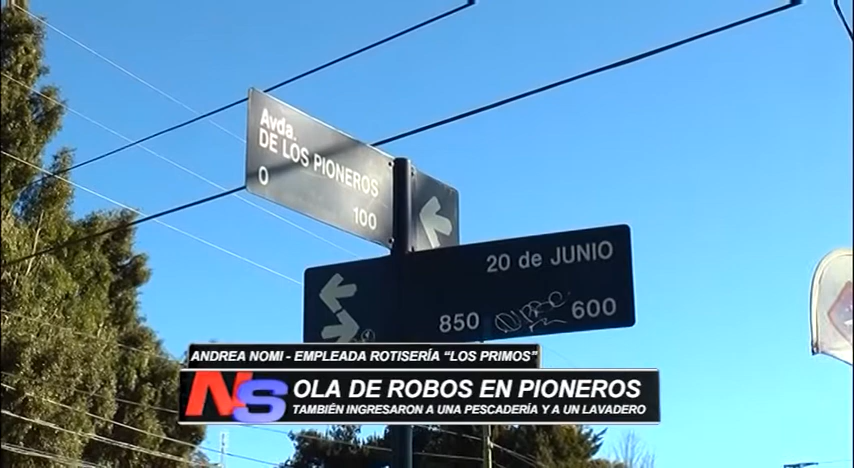 Avda.
DE LOS PIONEROS
0 100
20 de JUNIO
850 600
ANDREA NOMI - EMPLEADA ROTISERÍA "LOS PRIMOS"
NS
OLA DE ROBOS EN PIONEROS
TAMBIÉN INGRESARON A UNA PESCADERÍA Y A UN LAVADERO